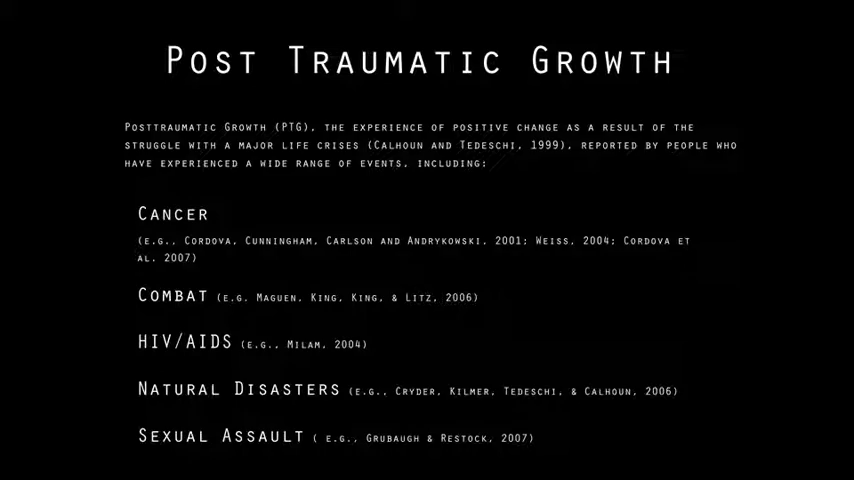 Post Traumatic Growth
Posttraumatic Growth (PTG), the experience of positive change as a result of the
struggle with a major life crises (Calhoun and Tedeschi, 1999), reported by people who
have experienced a wide range of events, including:
Cancer
(e.g., Cordova, Cunningham, Carlson and Andrykowski, 2001; Weiss, 2004; Cordova et
al, 2007)
Combat (e.g. Maguen, King, King, & Litz, 2006)
HIV/AIDS (e.g., Milam, 2004)
Natural Disasters (e.g., Cryder, Kilmer, Tedeschi, & Calhoun, 2006)
Sexual Assault ( e.g., Grubaugh & Restock, 2007)